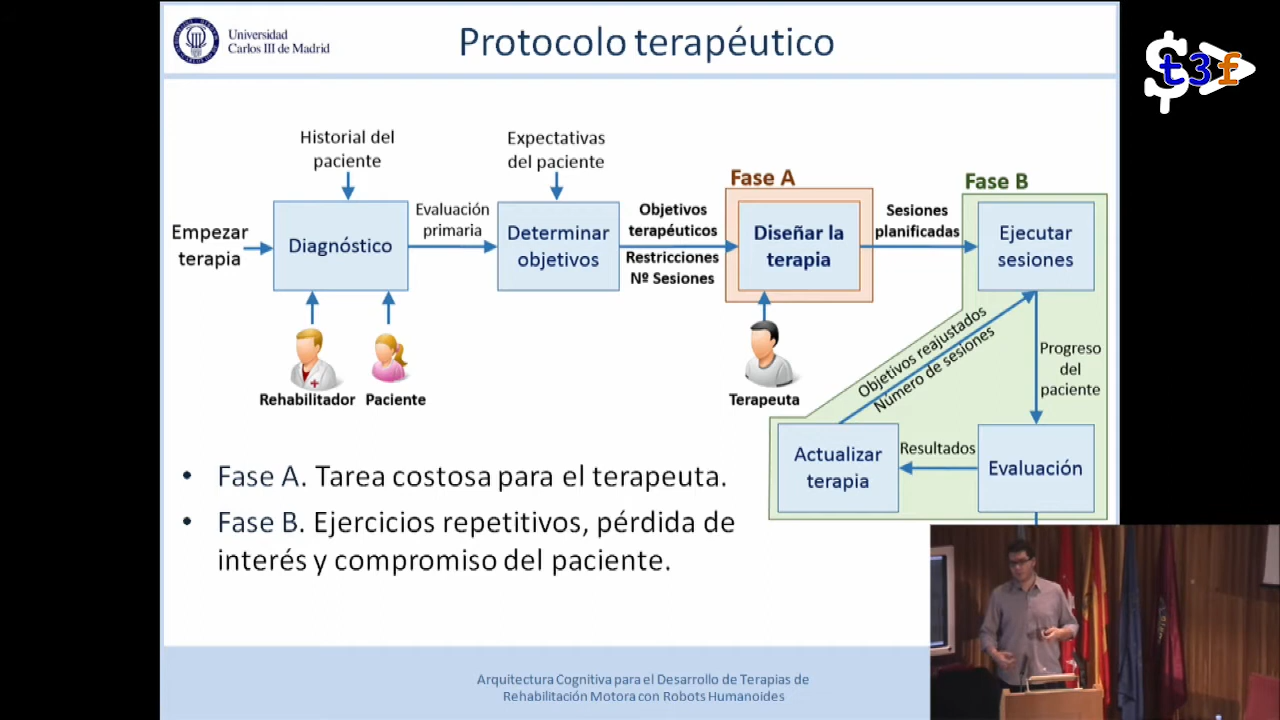 Universidad
Carlos III de Madrid
Protocolo terapéutico
t3f
Historial del
paciente
Expectativas
del paciente
Fase A
Fase B
Empezar
terapia
Diagnóstico
Evaluación
primaria
Determinar
objetivos
Objetivos
terapéuticos
Restricciones
Nº Sesiones
Diseñar la
terapia
Sesiones
planificadas
Ejecutar
sesiones
Objetivos reajustados
Número de sesiones
Progreso
del
paciente
Rehabilitador
Paciente
Terapeuta
Actualizar
terapia
Resultados
Evaluación
• Fase A. Tarea costosa para el terapeuta.
• Fase B. Ejercicios repetitivos, pérdida de
interés y compromiso del paciente.
Arquitectura Cognitiva para el Desarrollo de Terapias de
Rehabilitación Motora con Robots Humanoides